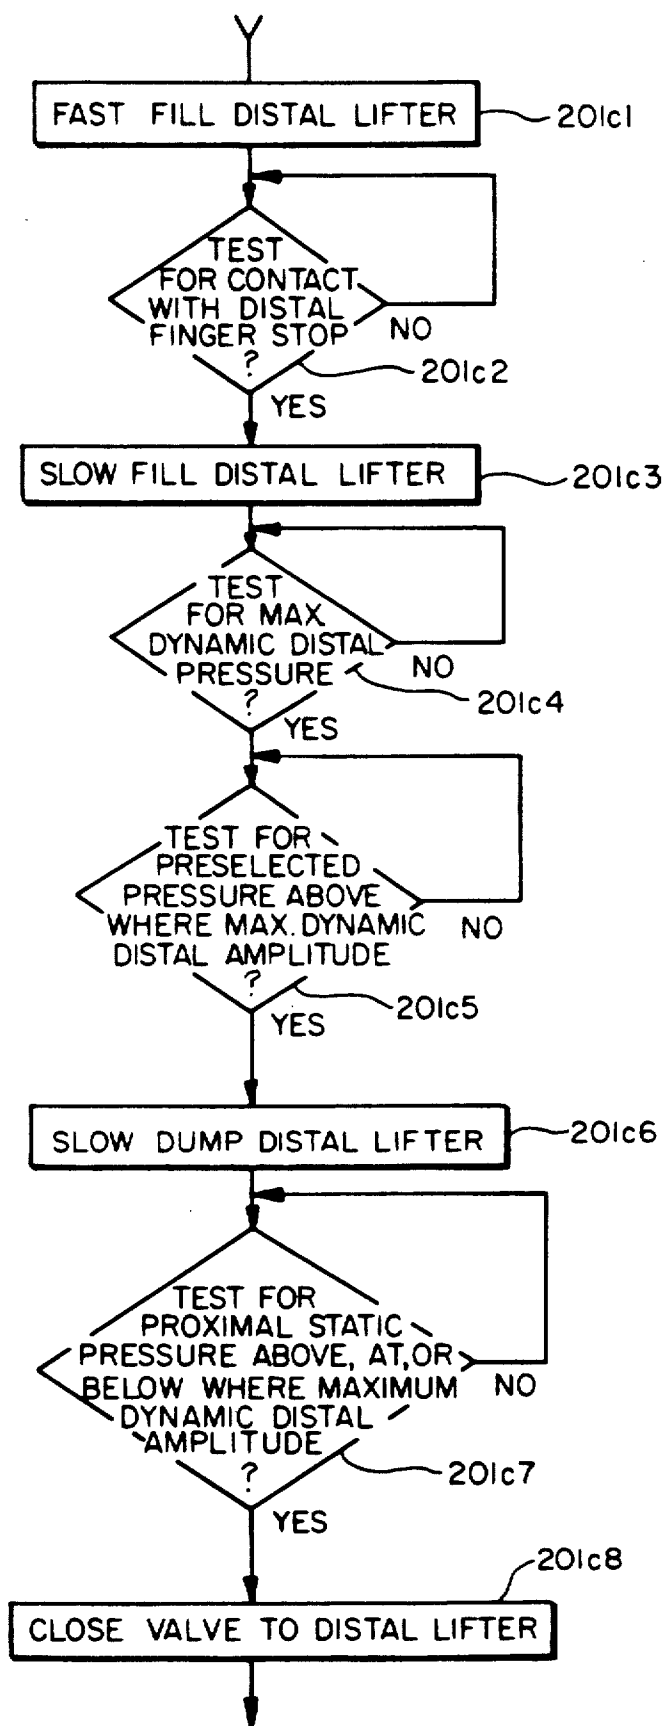 FAST FILL DISTAL LIFTER
201c1
TEST
FOR CONTACT
WITH DISTAL
FINGER STOP
?
NO
201c2
YES
SLOW FILL DISTAL LIFTER
201c3
TEST
FOR MAX.
DYNAMIC DISTAL
PRESSURE
?
NO
201c4
YES
TEST FOR
PRESELECTED
PRESSURE ABOVE
WHERE MAX. DYNAMIC
DISTAL AMPLITUDE
?
NO
201c5
YES
SLOW DUMP DISTAL LIFTER
201c6
TEST FOR
PROXIMAL STATIC
PRESSURE ABOVE, AT, OR
BELOW WHERE MAXIMUM
DYNAMIC DISTAL
AMPLITUDE
?
NO
201c7
YES
201c8
CLOSE VALVE TO DISTAL LIFTER